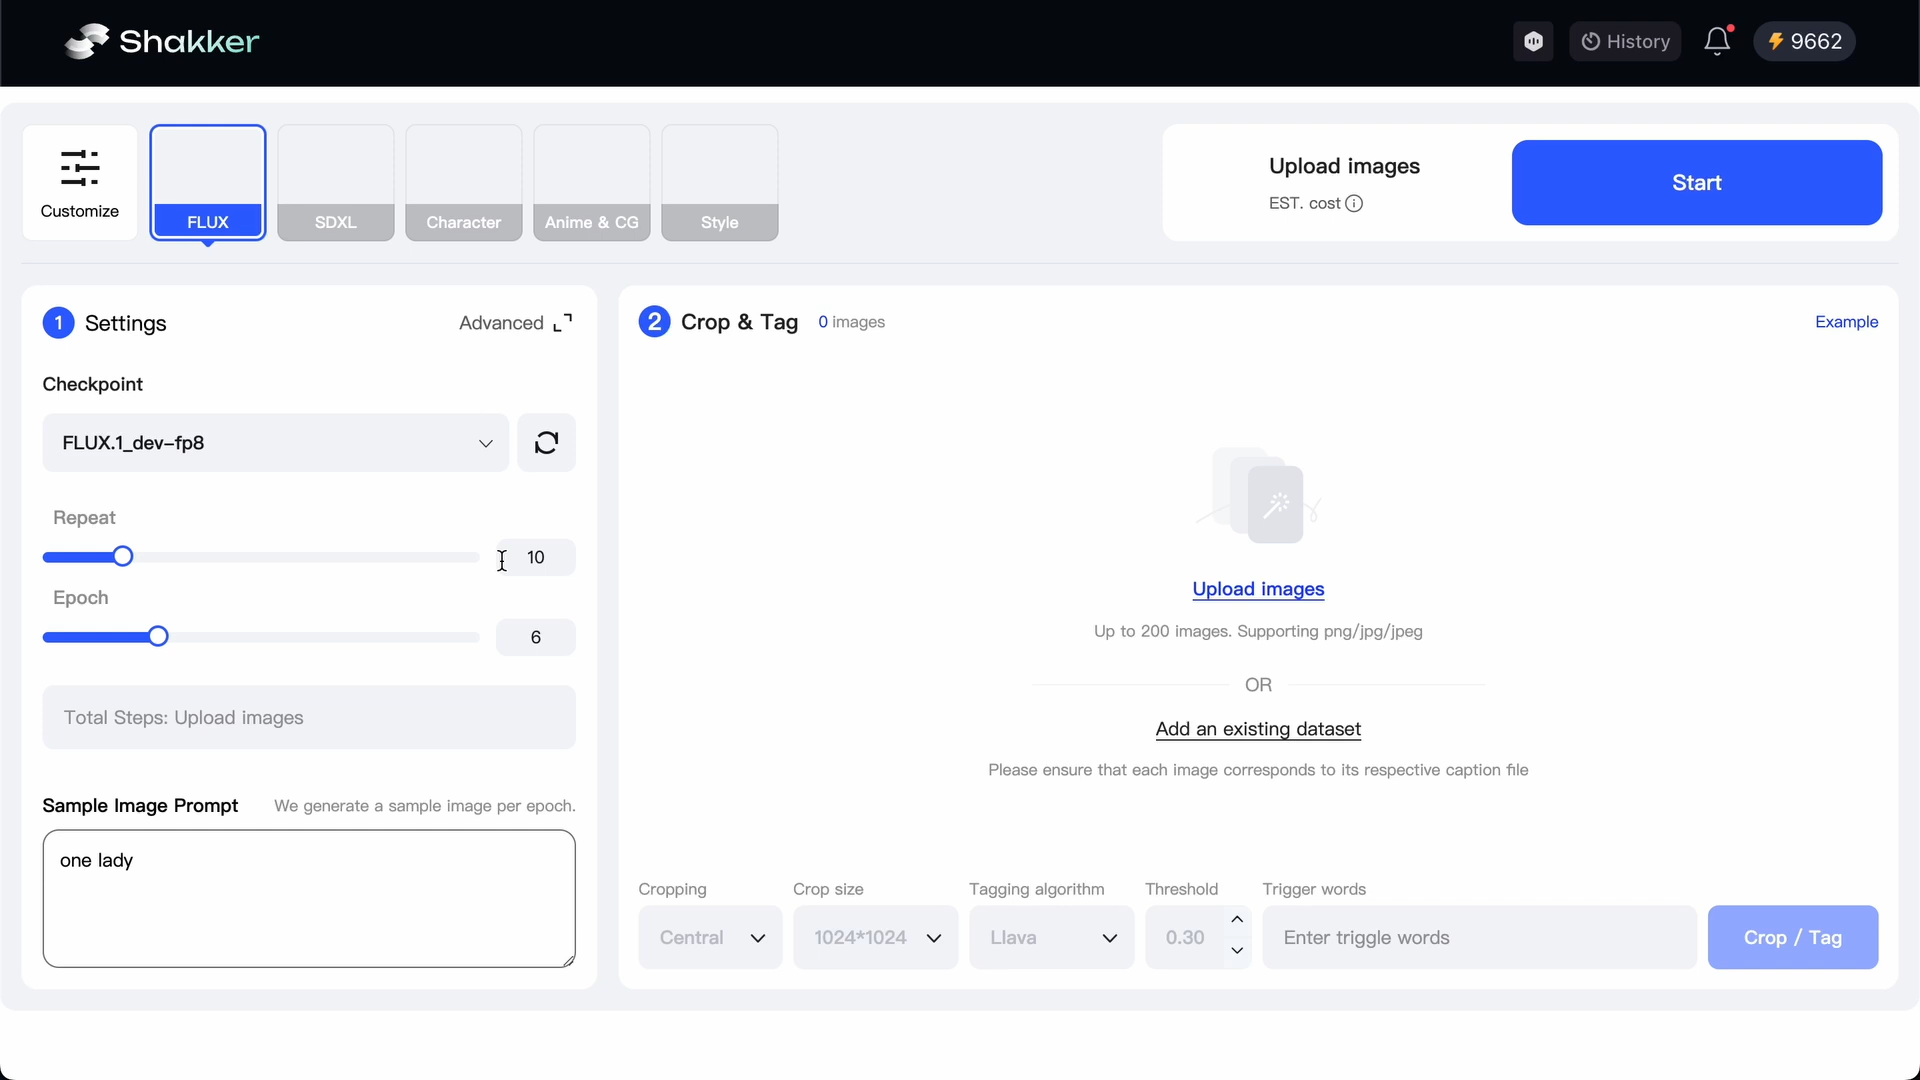 Shakker
History
9662
Customize
FLUX
SDXL
Character
Anime & CG
Style
Upload images
EST. cost
Start
1 Settings
Advanced
Checkpoint
FLUX.1_dev-fp8
Repeat
10
Epoch
6
Total Steps: Upload images
Sample Image Prompt We generate a sample image per epoch.
one lady
2 Crop & Tag 0 images
Example
Upload images
Up to 200 images. Supporting png/jpg/jpeg
OR
Add an existing dataset
Please ensure that each image corresponds to its respective caption file
Cropping Crop size Tagging algorithm Threshold Trigger words
Central 1024*1024 Llava 0.30 Enter triggle words Crop / Tag